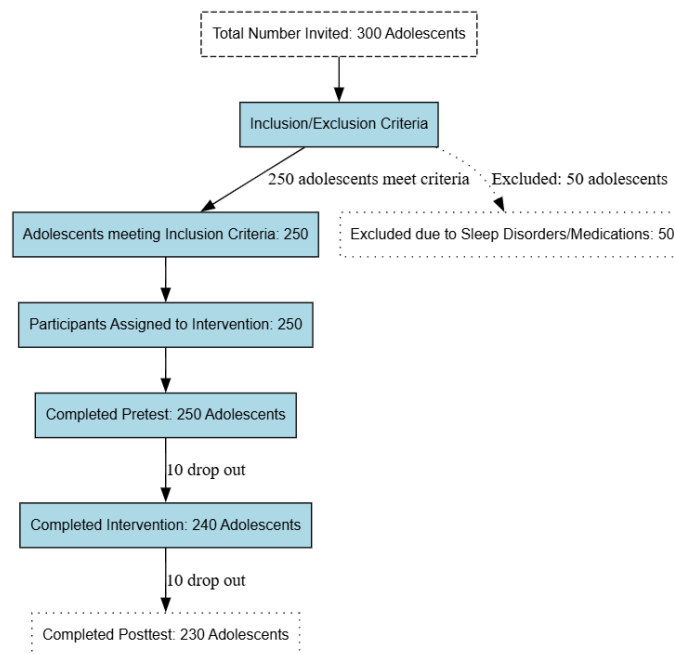 Total Number Invited: 300 Adolescents
Inclusion/Exclusion Criteria
250 adolescents meet criteria
Excluded: 50 adolescents
Adolescents meeting Inclusion Criteria: 250
Excluded due to Sleep Disorders/Medications: 50
Participants Assigned to Intervention: 250
Completed Pretest: 250 Adolescents
10 drop out
Completed Intervention: 240 Adolescents
10 drop out
Completed Posttest: 230 Adolescents